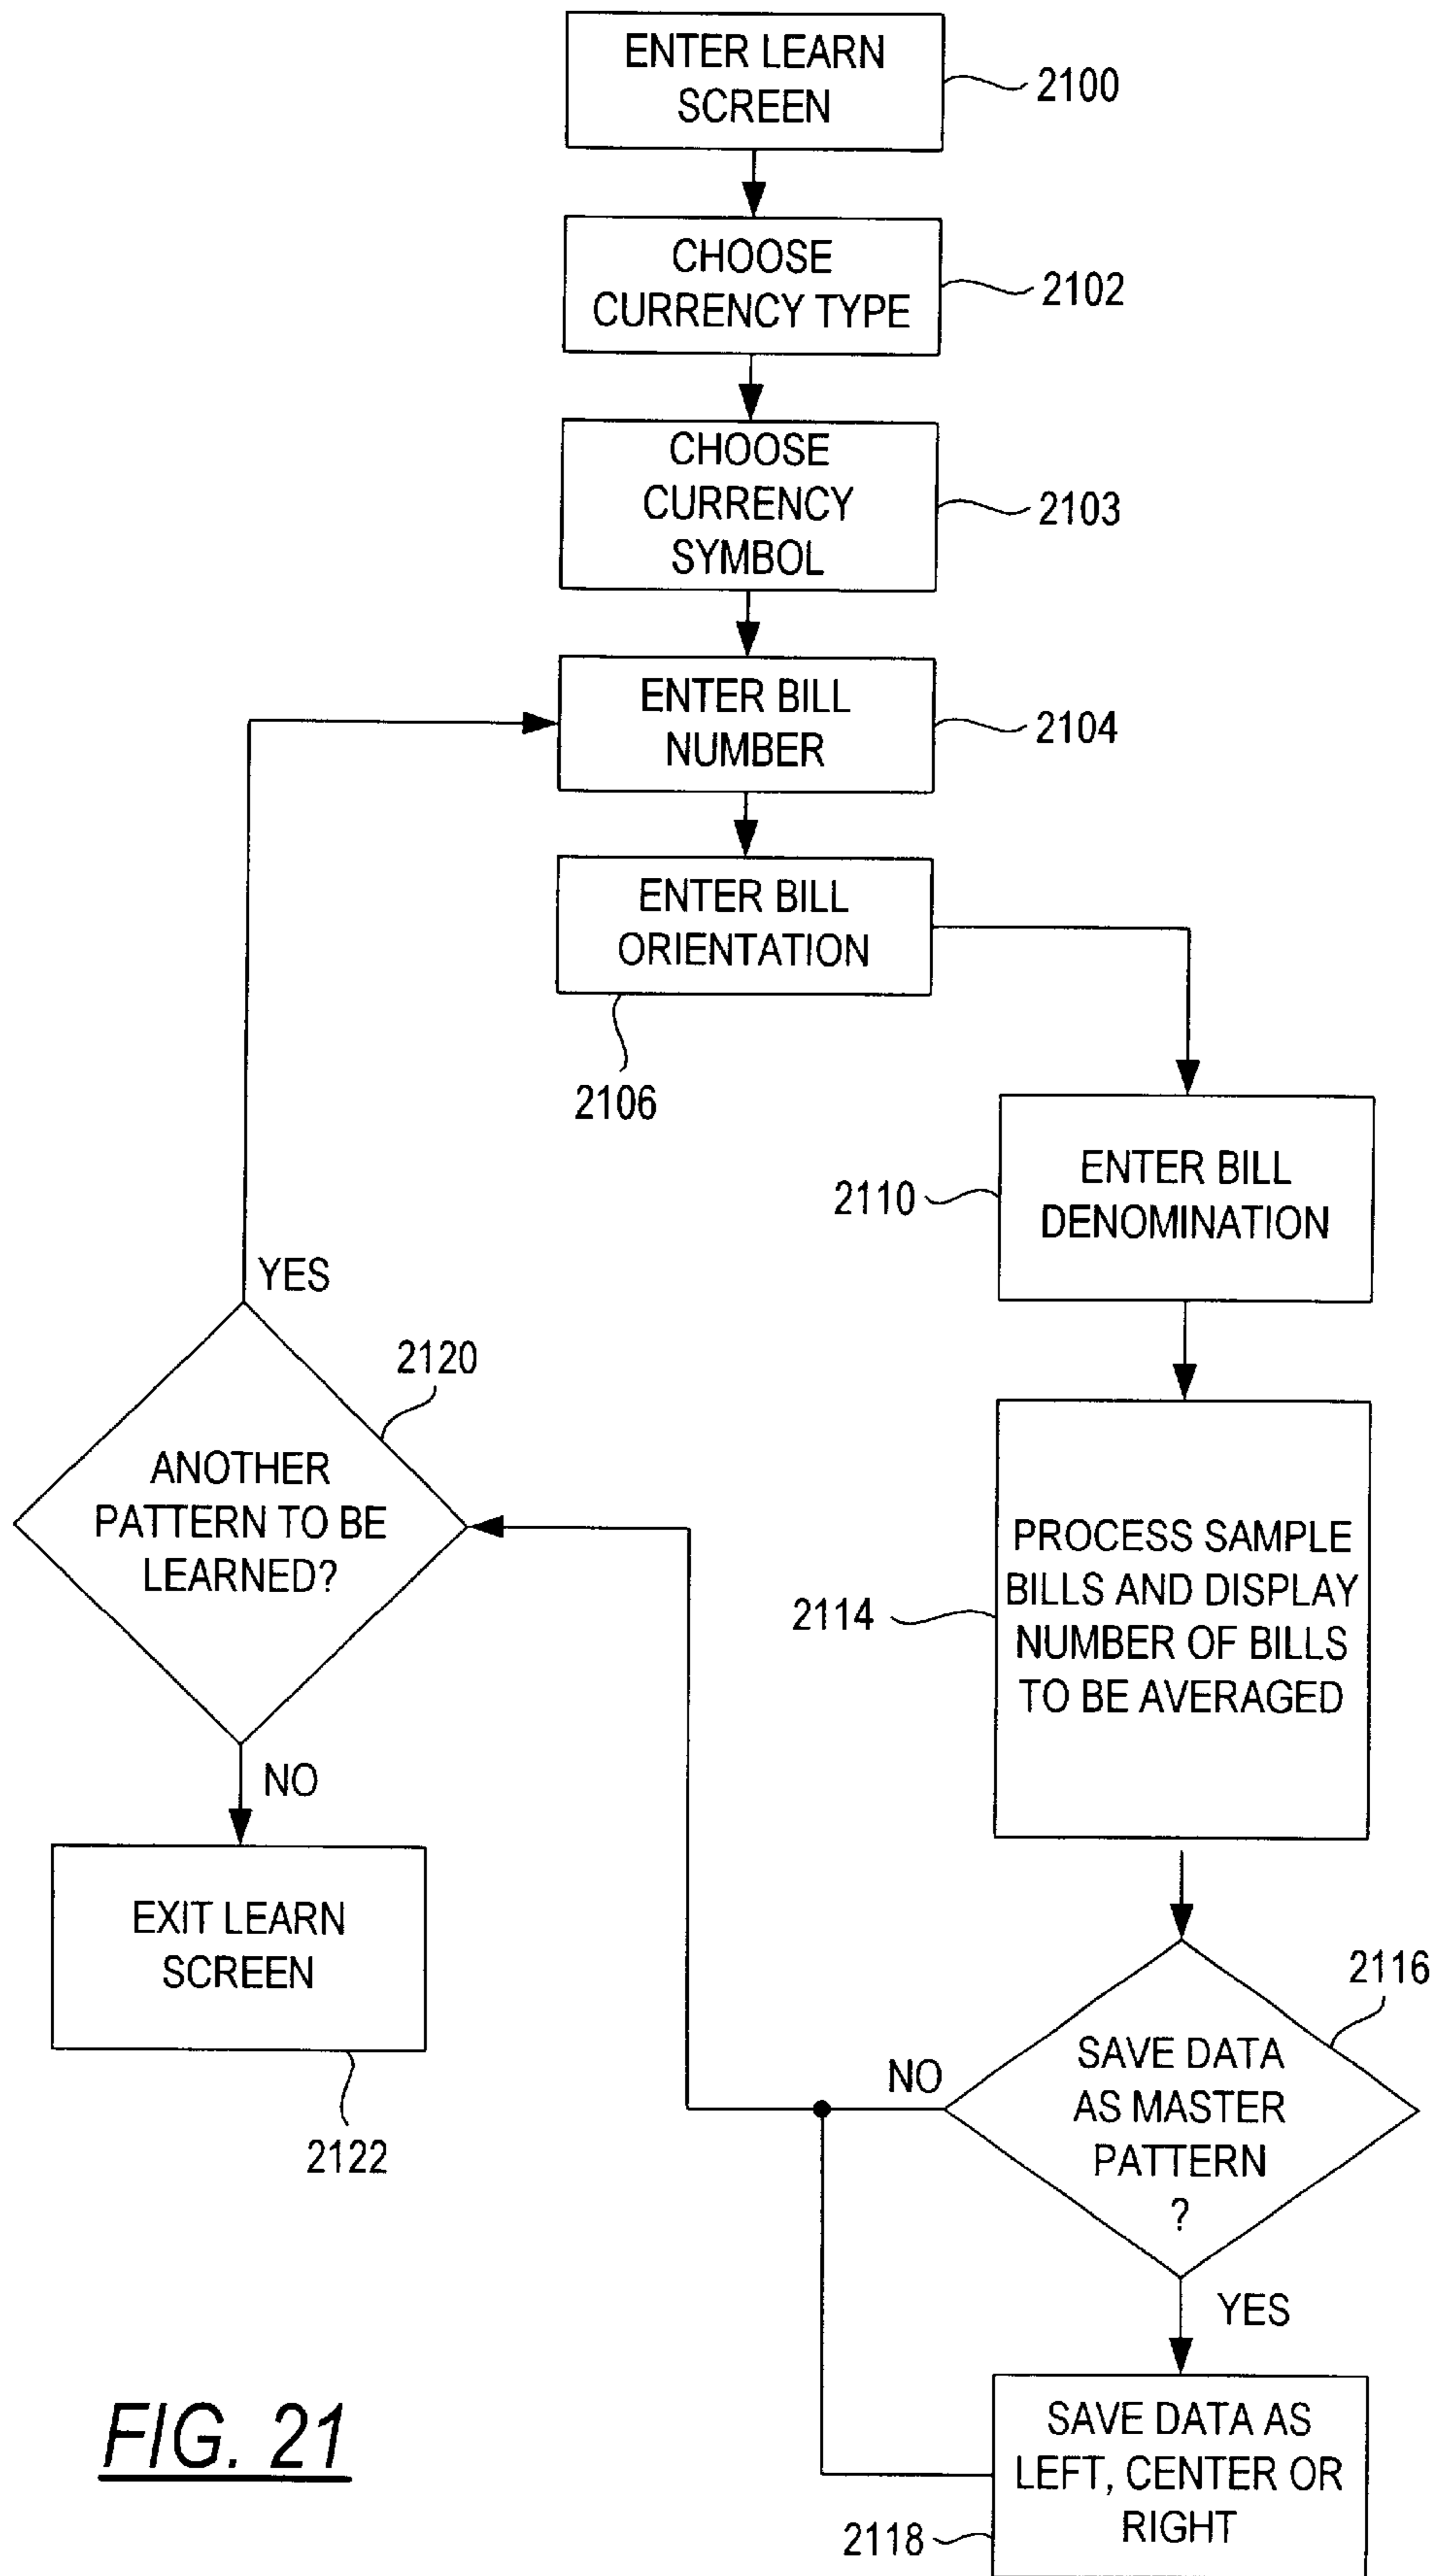 ENTER LEARN
SCREEN
2100
CHOOSE
CURRENCY TYPE
2102
CHOOSE
CURRENCY
SYMBOL
2103
ENTER BILL
NUMBER
2104
ENTER BILL
ORIENTATION
2106
ENTER BILL
DENOMINATION
2110
PROCESS SAMPLE
BILLS AND DISPLAY
NUMBER OF BILLS
TO BE AVERAGED
2114
SAVE DATA
AS MASTER
PATTERN
?
2116
NO
YES
SAVE DATA AS
LEFT, CENTER OR
RIGHT
2118
ANOTHER
PATTERN TO BE
LEARNED?
2120
YES
NO
EXIT LEARN
SCREEN
2122
FIG. 21